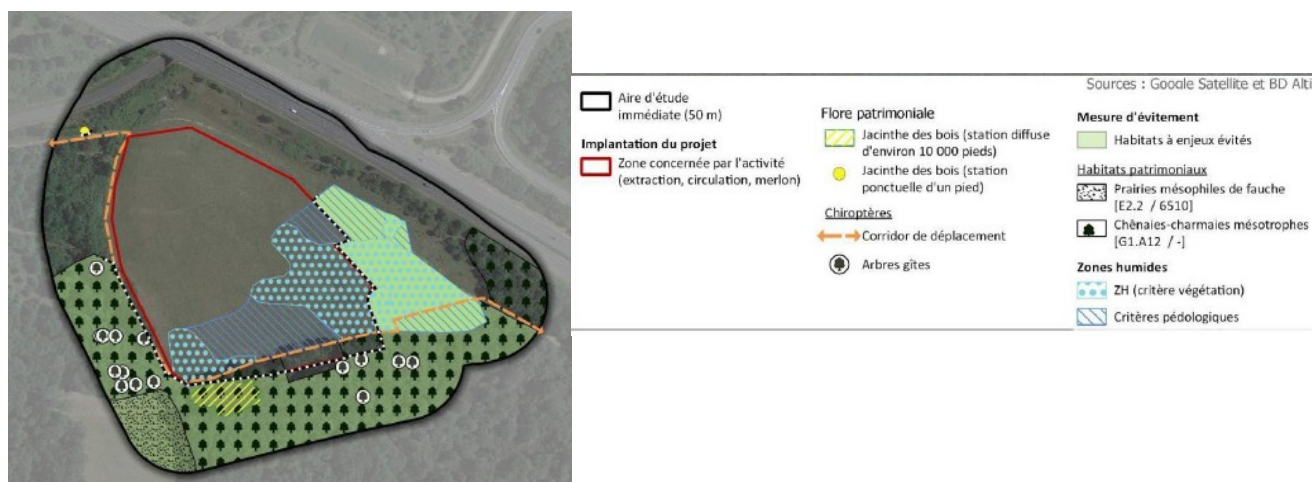 Sources : Google Satellite et BD Alti
Aire d'étude
immédiate (50 m)
Implantation du projet
Zone concernée par l'activité
(extraction, circulation, merlon)
Flore patrimoniale
Jacinthe des bois (station diffuse
d'environ 10 000 pieds)
Jacinthe des bois (station
ponctuelle d'un pied)
Chiroptères
Corridor de déplacement
Arbres gîtes
Mesure d'évitement
Habitats à enjeux évités
Habitats patrimoniaux
Prairies mésophiles de fauche
[E2.2 / 6510]
Chênaies-charmaies mésotrophes
[G1.A12 / -]
Zones humides
ZH (critère végétation)
Critères pédologiques